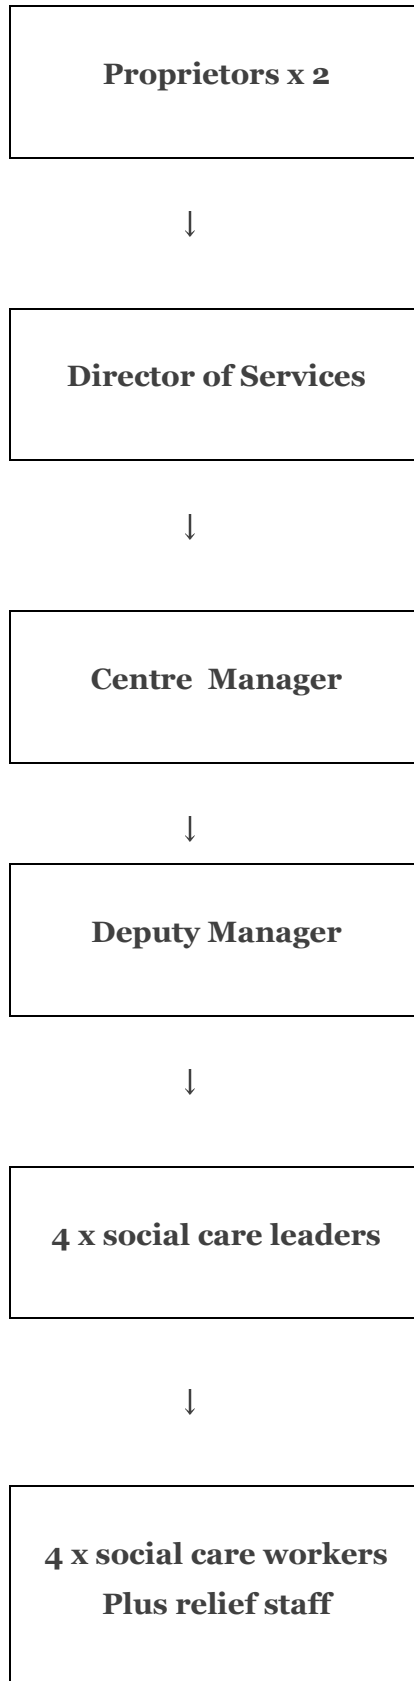 Proprietors x 2
↓
Director of Services
↓
Centre  Manager
↓
Deputy Manager
↓
4 x social care leaders
↓
4 x social care workers
Plus relief staff